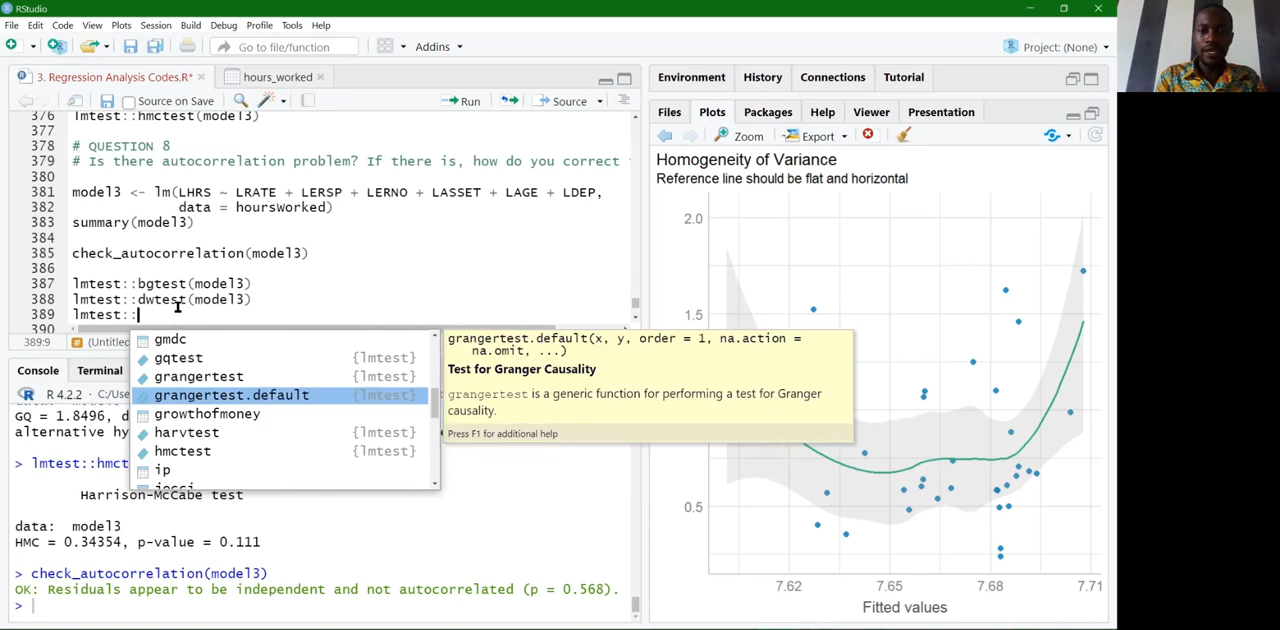 RStudio
File Edit Code View Plots Session Build Debug Profile Tools Help
Go to file/function
Addins
Project: (None)
3. Regression Analysis Codes.R*
hours_worked
Source on Save
Run
Source
376 lmtest::hmctest(model3)
377
378 # QUESTION 8
379 # Is there autocorrelation problem? If there is, how do you correct
380
381 model3 <- lm(LHRS ~ LRATE + LERSP + LERNO + LASSET + LAGE + LDEP,
382 data = hoursWorked)
383 summary(model3)
384
385 check_autocorrelation(model3)
386
387 lmtest::bgtest(model3)
388 lmtest::dwtest(model3)
389 lmtest::
390
389:9
(Untitled
gmdc
gqtest {lmtest}
grangertest {lmtest}
grangertest.default {lmtest}
growthofmoney
harvtest {lmtest}
hmctest {lmtest}
ip
grangertest.default(x, y, order = 1, na.action =
na.omit, ...)
Test for Granger Causality
grangertest is a generic function for performing a test for Granger
causality.
Press F1 for additional help
Console Terminal
R 4.2.2 · C:/Use
GQ = 1.8496, d
alternative hy
> lmtest::hmct
Harrison-McCabe test
data: model3
HMC = 0.34354, p-value = 0.111
> check_autocorrelation(model3)
OK: Residuals appear to be independent and not autocorrelated (p = 0.568).
>
Environment History Connections Tutorial
Files Plots Packages Help Viewer Presentation
Zoom Export
Homogeneity of Variance
Reference line should be flat and horizontal
2.0
1.5
0.5
7.62 7.65 7.68 7.71
Fitted values